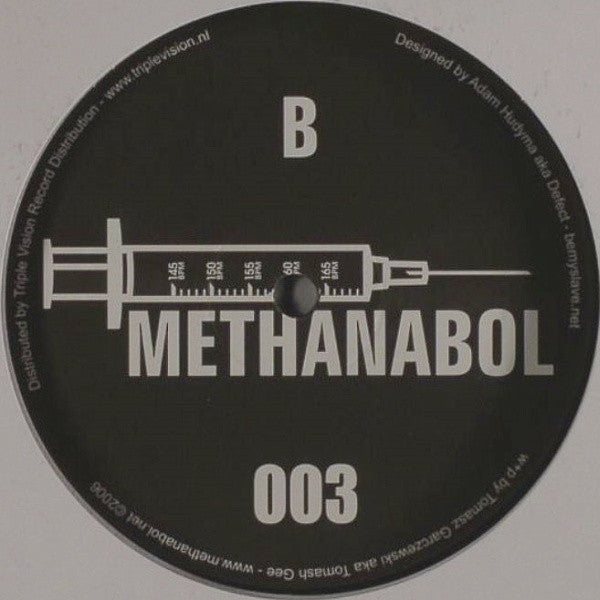 B
Distributed by Triple Vision Record Distribution - www.triplevision.nl
Designed by Adam Hudyma aka Defect - bemyslave.net
145 BPM
150 BPM
155 BPM
60 BPM
165 BPM
METHANABOL
003
w+p by Tomasz Garczewski aka Tomash Gee - www.methanabol.net ©2006